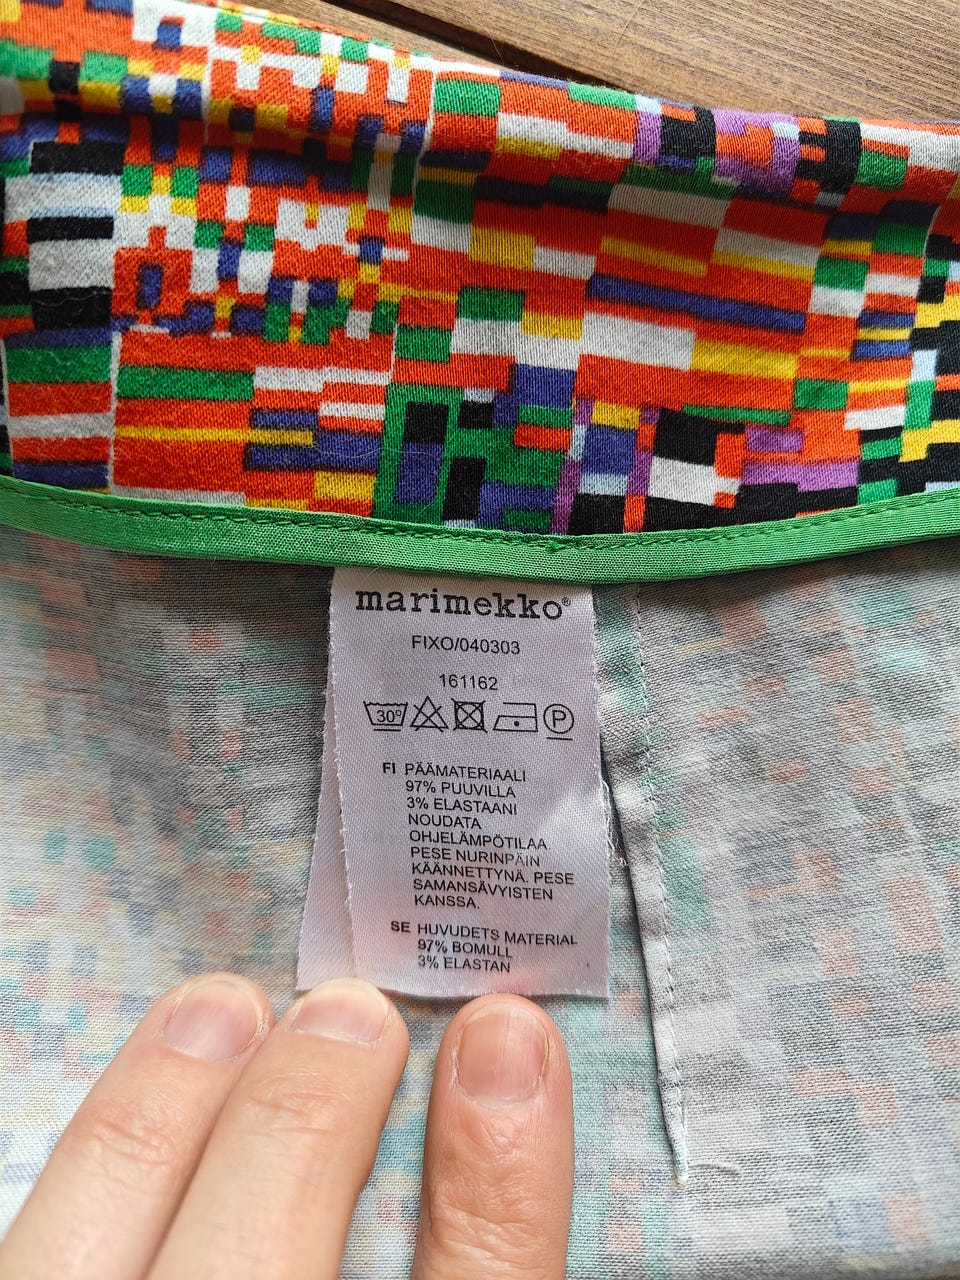 marimekko®
FIXO/040303
161162
30° P
FI PÄÄMATERIAALI
97% PUUVILLA
3% ELASTAANI
NOUDATA
OHJELÄMPÖTILAA.
PESE NURINPÄIN
KÄÄNNETTYNÄ. PESE
SAMANSÄVYISTEN
KANSSA.
SE HUVUDETS MATERIAL
97% BOMULL
3% ELASTAN